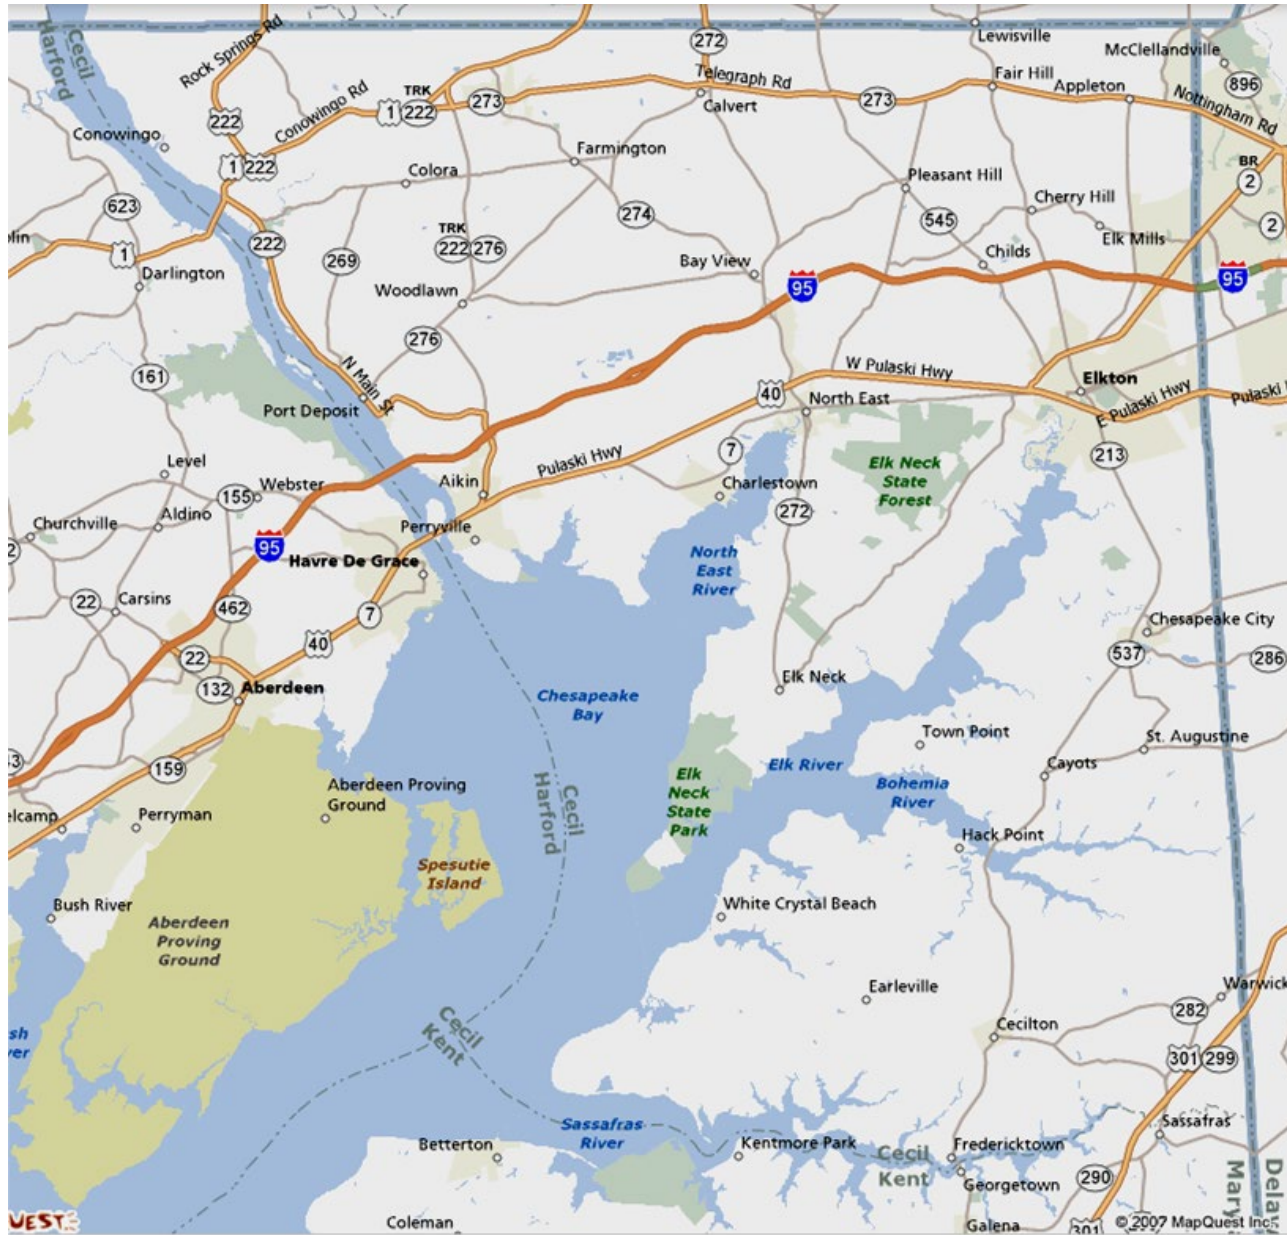 Cecil
Harford
Rock Springs Rd
272
Lewisville
McClellandville
896
Telegraph Rd
Fair Hill
Appleton
TRK
Conowingo Rd
1
222
273
Calvert
273
Nottingham Rd
222
Conowingo
1
222
Farmington
BR
2
Colora
Pleasant Hill
623
274
Cherry Hill
TRK
222
276
545
2
222
269
Elk Mills
1
Bay View
Childs
Darlington
95
95
Woodlawn
276
W Pulaski Hwy
161
N Main St
40
Elkton
E Pulaski Hwy
Pulaski
Port Deposit
North East
7
Pulaski Hwy
213
Level
Elk Neck
State
Forest
Aikin
Charlestown
155
Webster
272
Aldino
Churchville
Perryville
2
95
North
East
River
Havre De Grace
22
Carsins
462
7
Chesapeake City
40
22
537
286
132
Aberdeen
Elk Neck
Chesapeake
Bay
Town Point
St. Augustine
159
Elk River
Cayots
Aberdeen Proving
Ground
Cecil
Harford
Elk
Neck
State
Park
Bohemia
River
elcamp
Perryman
Hack Point
Spesutie
Island
Bush River
White Crystal Beach
Aberdeen
Proving
Ground
Earleville
Warwick
282
Cecil
Kent
Cecilton
sh
ver
301
299
Sassafras
River
Sassafras
Betterton
Kentmore Park
Fredericktown
Cecil
Kent
290
Georgetown
Mary
Delaw
UEST
Coleman
Galena
301
© 2007 MapQuest Inc.